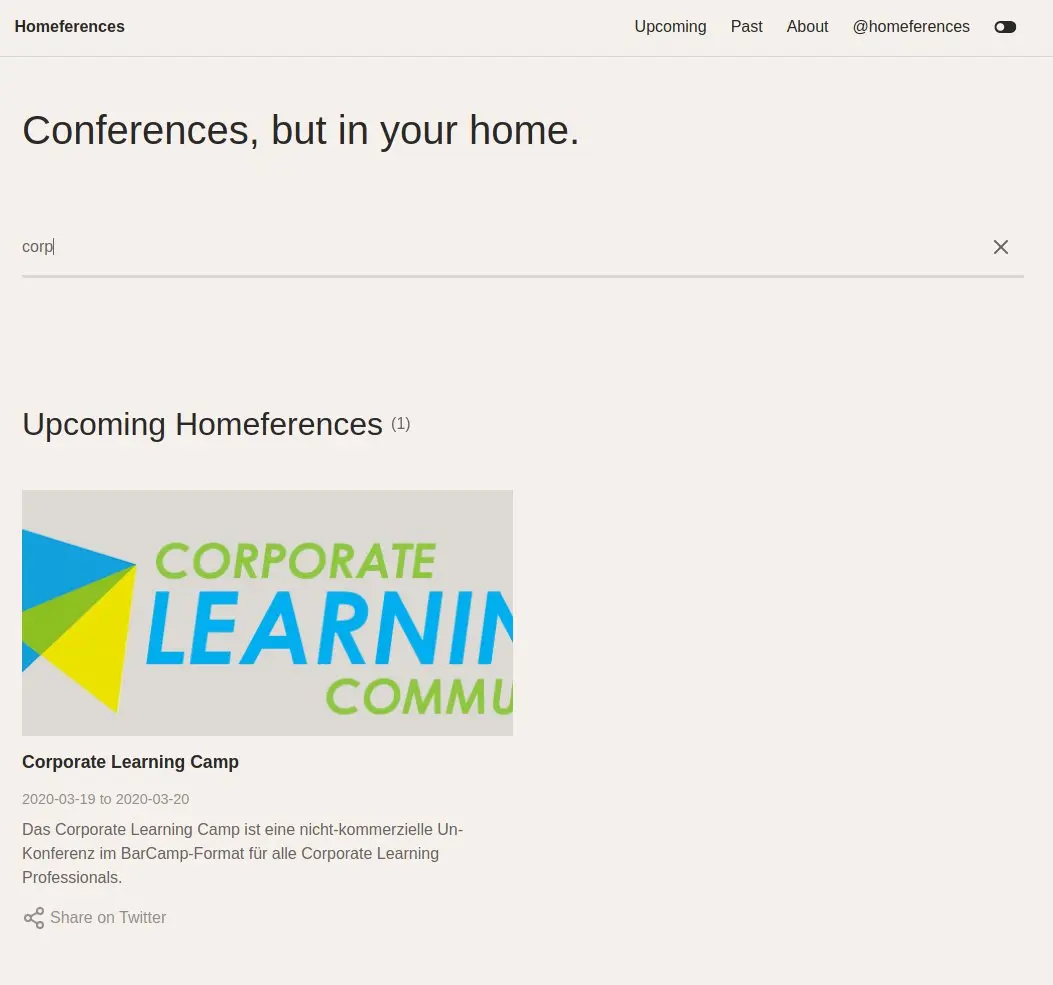 Homeferences Upcoming Past About @homeferences
Conferences, but in your home.
corp
Upcoming Homeferences (1)
CORPORATE
LEARNIN
COMMU
Corporate Learning Camp
2020-03-19 to 2020-03-20
Das Corporate Learning Camp ist eine nicht-kommerzielle Un-
Konferenz im BarCamp-Format für alle Corporate Learning
Professionals.
Share on Twitter